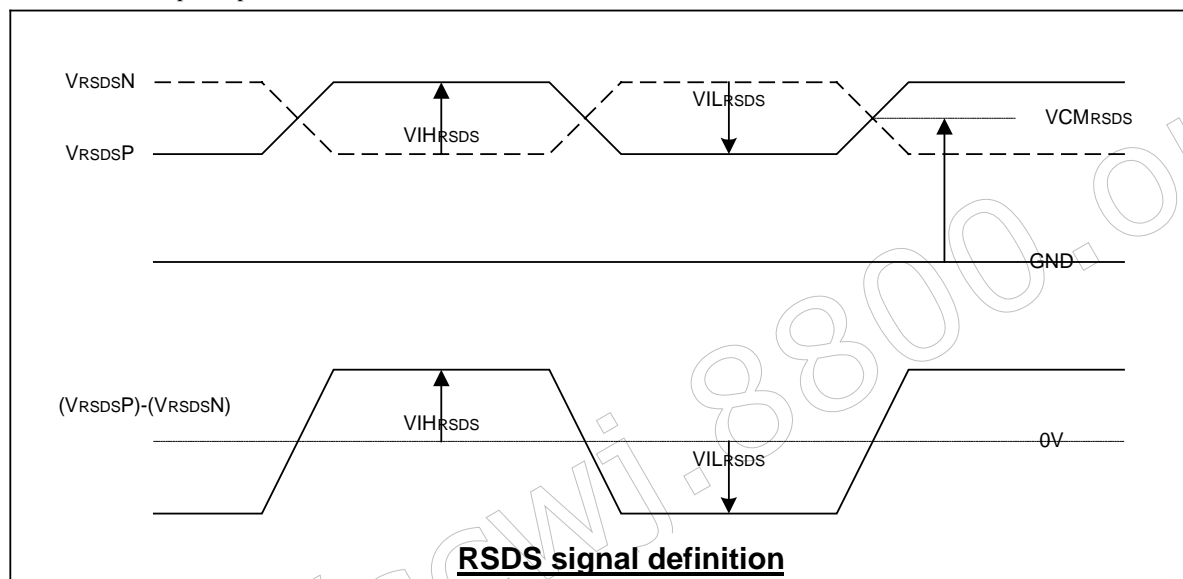 VRSDSN
VILRSDS
VCMRSDS
VIHRSDS
VRSDSP
GND
(VRSDSP)-(VRSDSN)
VIHRSDS
0V
VILRSDS
RSDS signal definition